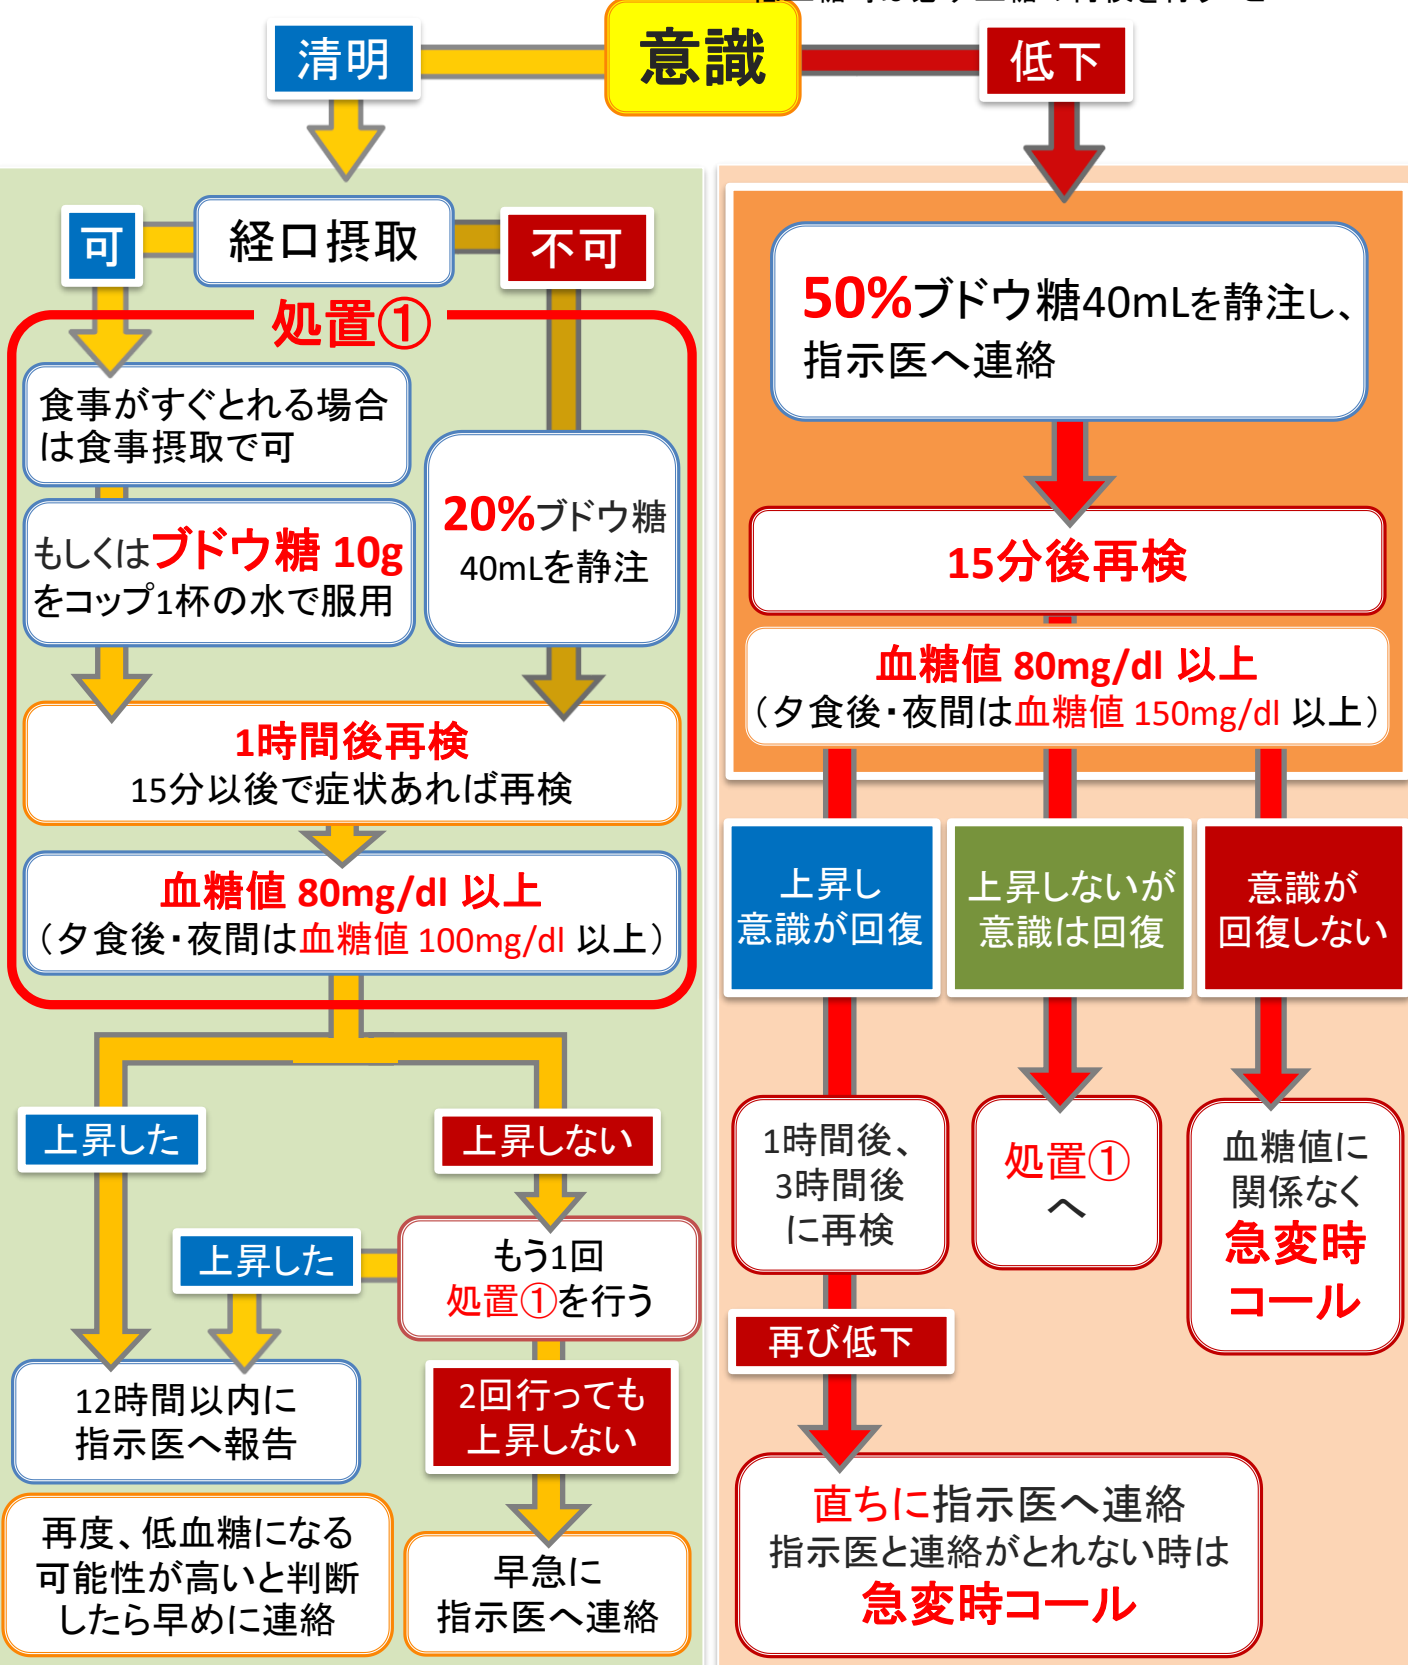 意識
清明
低下
経口摂取
可
不可
処置①
食事がすぐとれる場合
は食事摂取で可
もしくはブドウ糖 10g
をコップ1杯の水で服用
20%ブドウ糖
40mLを静注
1時間後再検
15分以後で症状あれば再検
血糖値 80mg/dl 以上
（夕食後・夜間は血糖値 100mg/dl 以上）
上昇した
上昇しない
もう1回
処置①を行う
上昇した
12時間以内に
指示医へ報告
2回行っても
上昇しない
再度、低血糖になる
可能性が高いと判断
したら早めに連絡
早急に
指示医へ連絡
50%ブドウ糖40mLを静注し、
指示医へ連絡
15分後再検
血糖値 80mg/dl 以上
（夕食後・夜間は血糖値 150mg/dl 以上）
上昇し
意識が回復
上昇しないが
意識は回復
意識が
回復しない
1時間後、
3時間後
に再検
処置①
へ
血糖値に
関係なく
急変時
コール
再び低下
直ちに指示医へ連絡
指示医と連絡がとれない時は
急変時コール